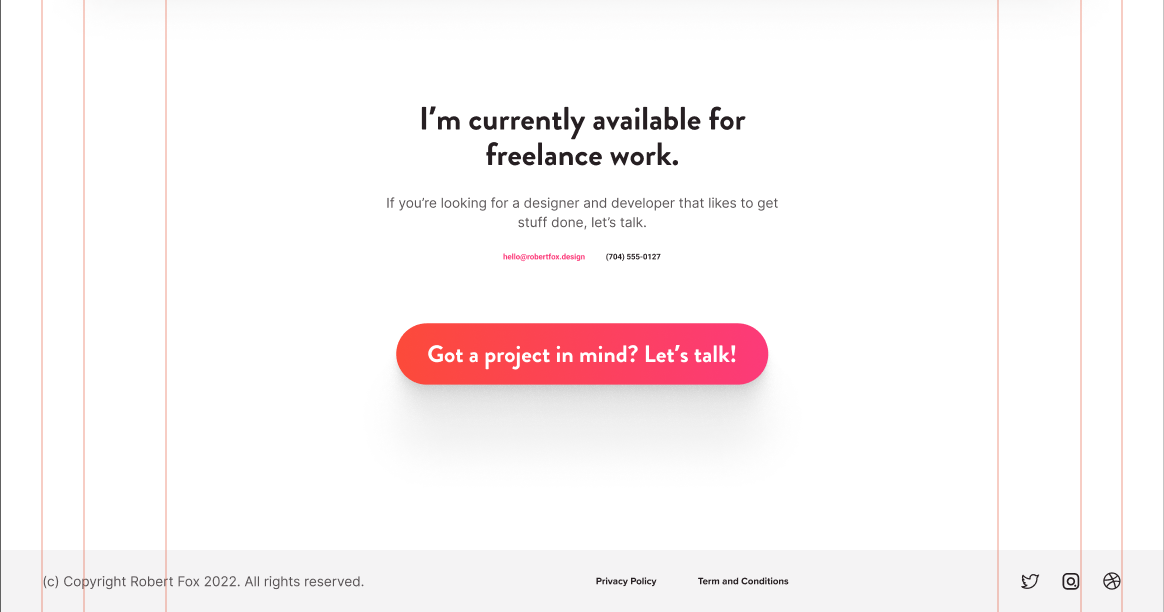 I'm currently available for
freelance work.
If you're looking for a designer and developer that likes to get
stuff done, let's talk.
hello@robertfox.design (704) 555-0127
Got a project in mind? Let's talk!
(c) Copyright Robert Fox 2022. All rights reserved. Privacy Policy Term and Conditions